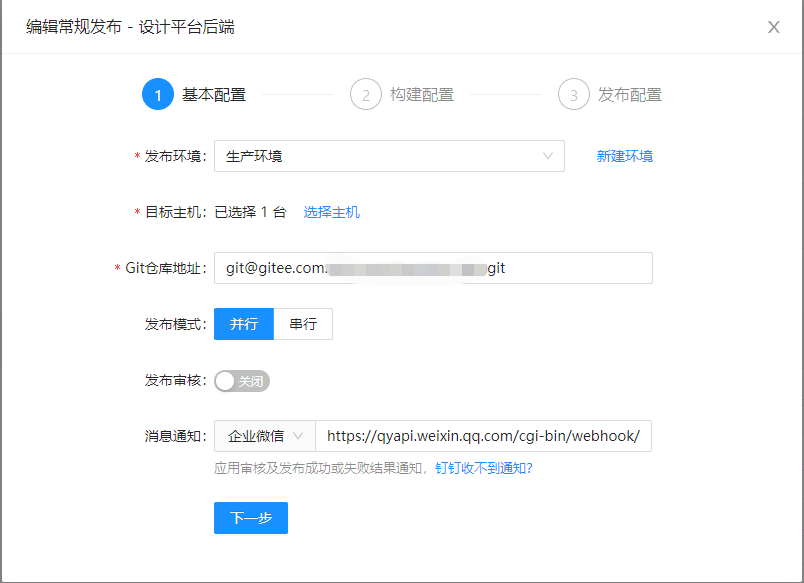 编辑常规发布 - 设计平台后端
1 基本配置 2 构建配置 3 发布配置
* 发布环境: 生产环境 新建环境
* 目标主机: 已选择 1 台 选择主机
* Git仓库地址: git@gitee.com: git
发布模式: 并行 串行
发布审核: 关闭
消息通知: 企业微信 https://qyapi.weixin.qq.com/cgi-bin/webhook/
应用审核及发布成功或失败结果通知, 钉钉收不到通知?
下一步